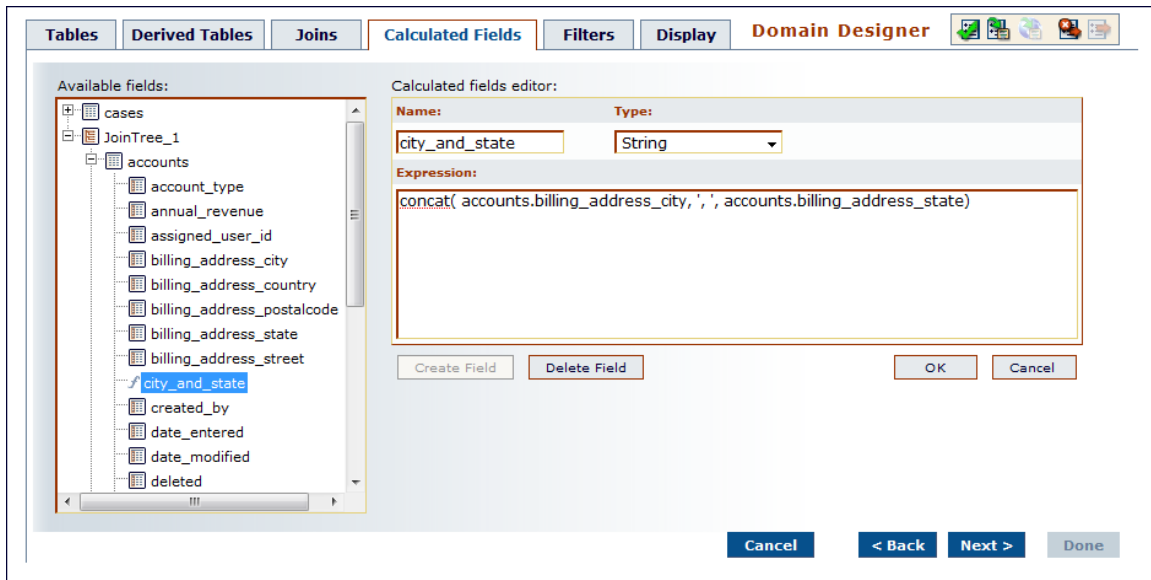 Tables Derived Tables Joins Calculated Fields Filters Display Domain Designer
Available fields: Calculated fields editor:
cases
JoinTree_1
accounts
account_type
annual_revenue
assigned_user_id
billing_address_city
billing_address_country
billing_address_postalcode
billing_address_state
billing_address_street
city_and_state
created_by
date_entered
date_modified
deleted
Name: Type:
city_and_state String
Expression:
concat( accounts.billing_address_city, ', ', accounts.billing_address_state)
Create Field Delete Field OK Cancel
Cancel < Back Next > Done